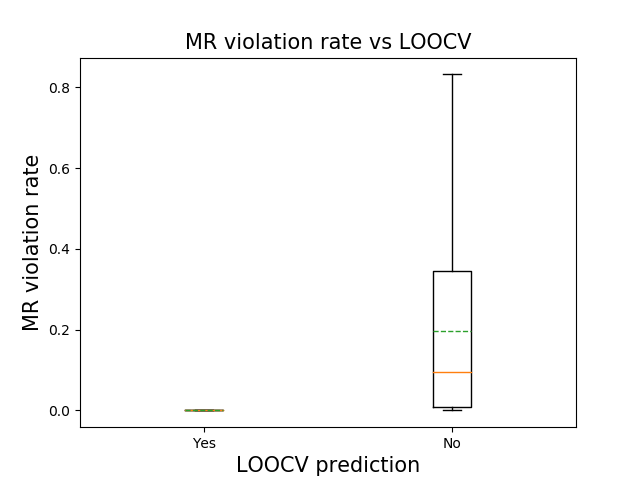 MR violation rate vs LOOCV
MR violation rate
0.8
0.6
0.4
0.2
0.0
Yes
No
LOOCV prediction